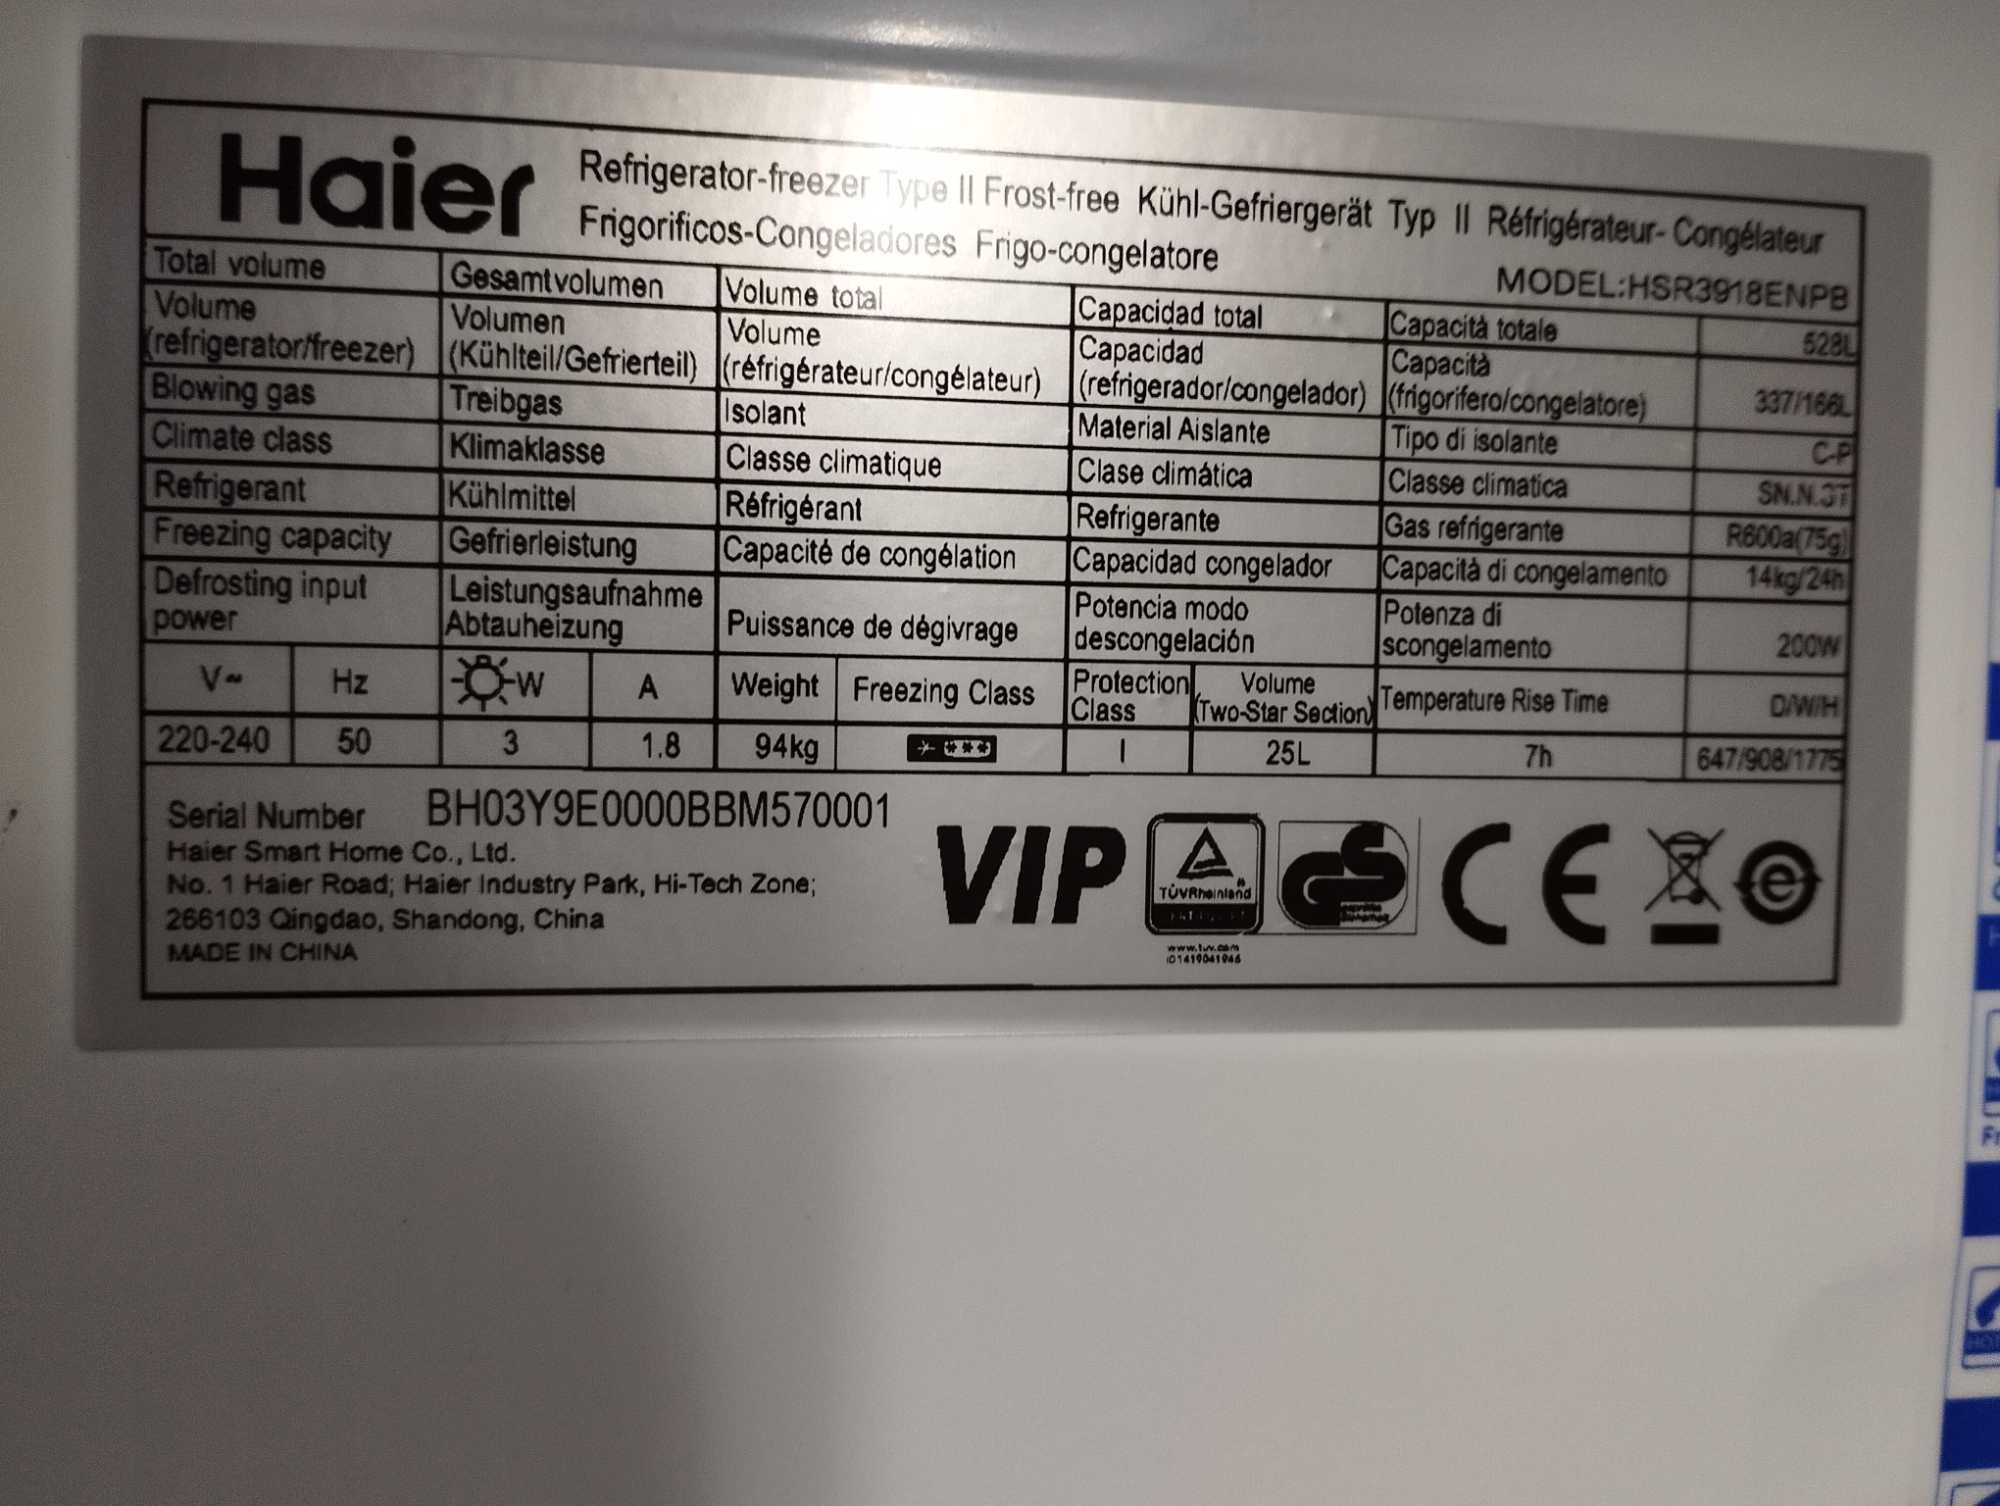 Haier
Refrigerator-freezer Type II Frost-free Kühl-Gefriergerät Typ II Réfrigérateur- Congélateur
Frigorificos-Congeladores Frigo-congelatore
MODEL:HSR3918ENPB
Total volume Gesamtvolumen Volume total Capacidad total Capacità totale 528L
Volume Volumen Volume Capacidad Capacità
(refrigerator/freezer) (Kühlteil/Gefrierteil) (réfrigérateur/congélateur) (refrigerador/congelador) (frigorifero/congelatore) 337/166L
Blowing gas Treibgas Isolant Material Aislante Tipo di isolante C-P
Climate class Klimaklasse Classe climatique Clase climática Classe climatica SN.N.ST
Refrigerant Kühlmittel Réfrigérant Refrigerante Gas refrigerante R600a(75g)
Freezing capacity Gefrierleistung Capacité de congélation Capacidad congelador Capacità di congelamento 14kg/24h
Defrosting input Leistungsaufnahme Potencia modo Potenza di
power Abtauheizung Puissance de dégivrage descongelación scongelamento 200W
V~ Hz W A Weight Freezing Class Protection Volume Temperature Rise Time D/W/H
Class (Two-Star Section)
220-240 50 3 1.8 94kg I 25L 7h 647/908/1775
Serial Number BH03Y9E0000BBM570001
Haier Smart Home Co., Ltd.
No. 1 Haier Road; Haier Industry Park, Hi-Tech Zone;
266103 Qingdao, Shandong, China
MADE IN CHINA
VIP
TÜVRheinland
GS
CE
e
www.tuv.com
Fr